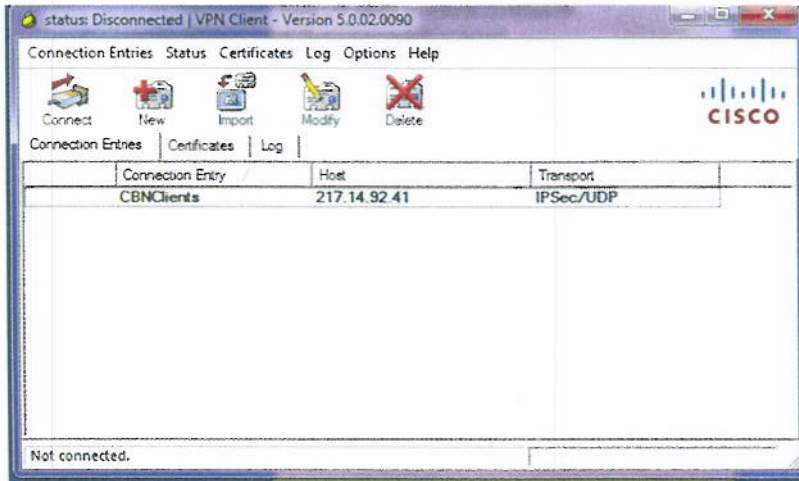 status: Disconnected | VPN Client - Version 5.0.02.0090
Connection Entries Status Certificates Log Options Help
Connect New Import Modify Delete
CISCO
Connection Entries Certificates Log
Connection Entry Host Transport
CBNClients 217.14.92.41 IPSec/UDP
Not connected.